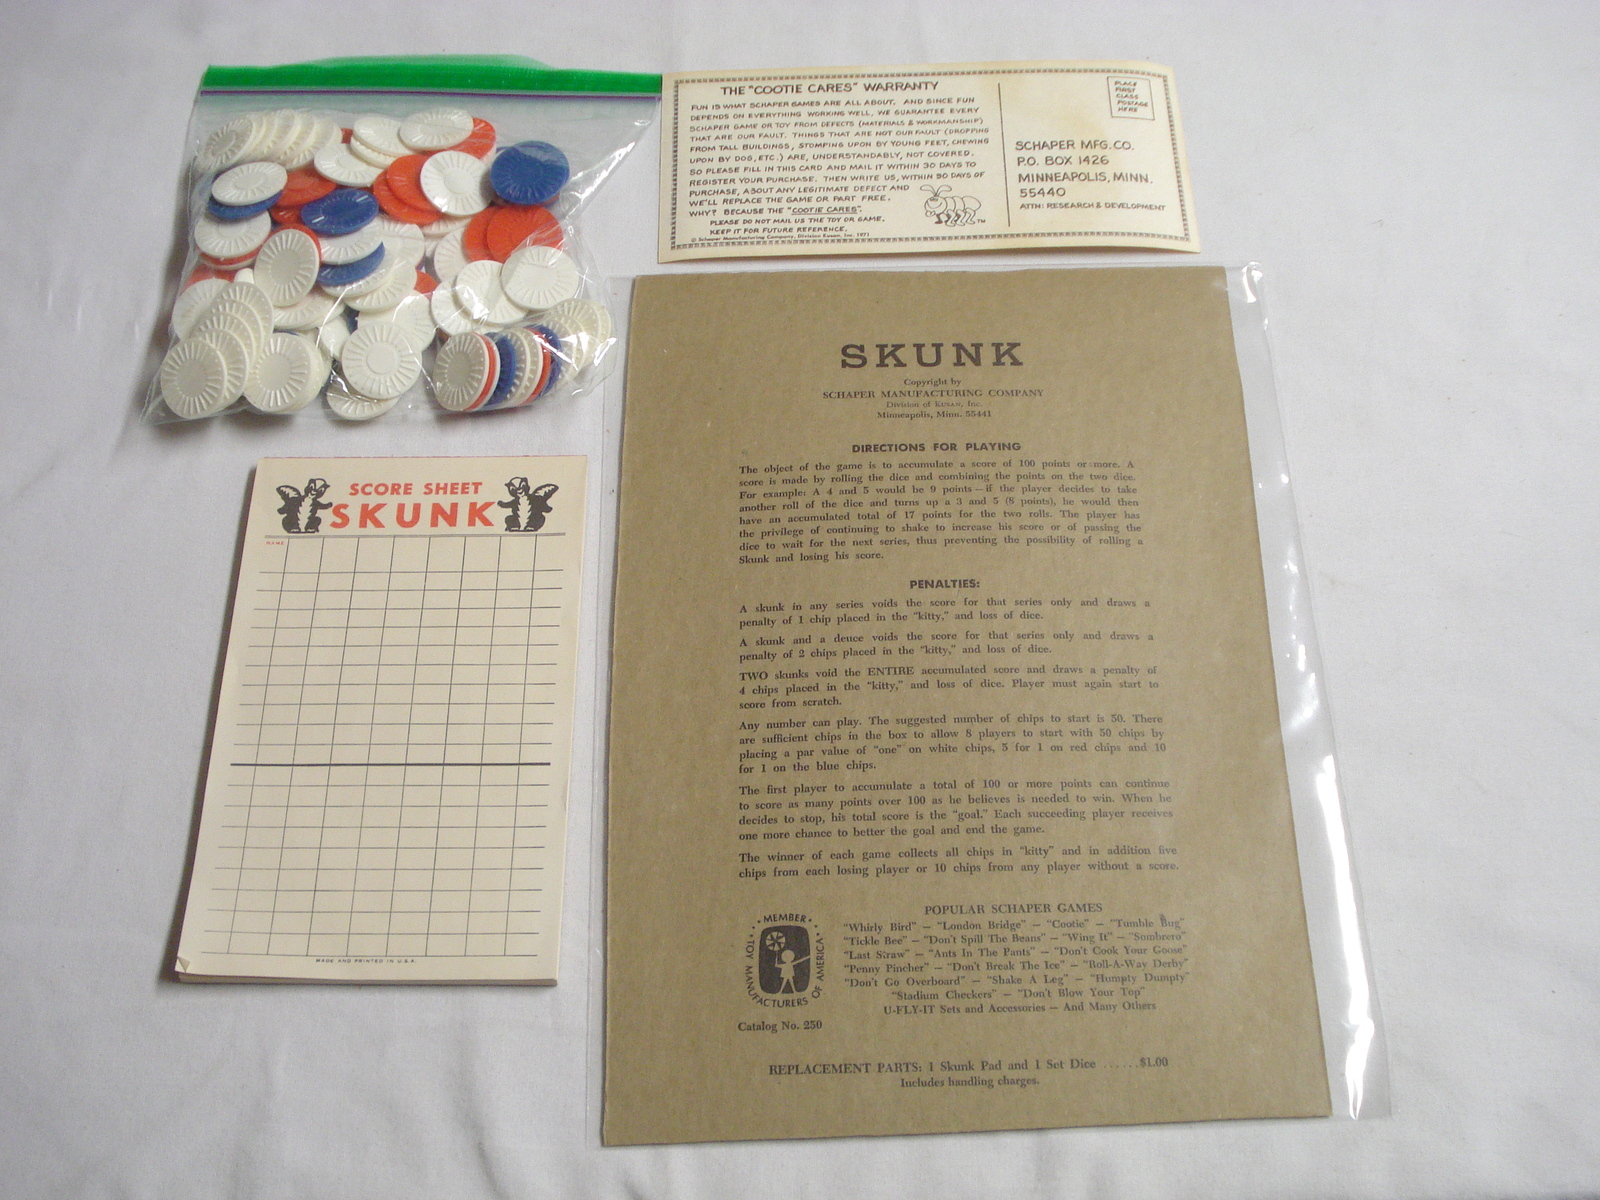 THE "COOTIE CARES" WARRANTY
FUN IS WHAT SCHAPER GAMES ARE ALL ABOUT. AND SINCE FUN
DEPENDS ON EVERYTHING WORKING WELL, WE GUARANTEE EVERY
SCHAPER GAME OR TOY FROM DEFECTS (MATERIALS & WORKMANSHIP)
THAT ARE OUR FAULT. THINGS THAT ARE NOT OUR FAULT (DROPPING
FROM TALL BUILDINGS, STOMPING UPON BY YOUNG FEET, CHEWING
UPON BY DOG, ETC.) ARE, UNDERSTANDABLY, NOT COVERED.
SO PLEASE FILL IN THIS CARD AND MAIL IT WITHIN 30 DAYS TO
REGISTER YOUR PURCHASE. THEN WRITE US, WITHIN 90 DAYS OF
PURCHASE, ABOUT ANY LEGITIMATE DEFECT AND
WE'LL REPLACE THE GAME OR PART FREE.
WHY? BECAUSE THE "COOTIE CARES".
PLEASE DO NOT MAIL US THE TOY OR GAME.
KEEP IT FOR FUTURE REFERENCE.
© Schaper Manufacturing Company, Division Kusan, Inc. 1971
TM
PLACE
FIRST
CLASS
POSTAGE
HERE
SCHAPER MFG. CO.
P.O. BOX 1426
MINNEAPOLIS, MINN.
55440
ATTN: RESEARCH & DEVELOPMENT
SCORE SHEET
SKUNK
NAME
MADE AND PRINTED IN U.S.A.
SKUNK
Copyright by
SCHAPER MANUFACTURING COMPANY
Division of KUSAN, Inc.
Minneapolis, Minn. 55441
DIRECTIONS FOR PLAYING
The object of the game is to accumulate a score of 100 points or more. A
score is made by rolling the dice and combining the points on the two dice.
For example: A 4 and 5 would be 9 points — if the player decides to take
another roll of the dice and turns up a 3 and 5 (8 points), he would then
have an accumulated total of 17 points for the two rolls. The player has
the privilege of continuing to shake to increase his score or of passing the
dice to wait for the next series, thus preventing the possibility of rolling a
Skunk and losing his score.
PENALTIES:
A skunk in any series voids the score for that series only and draws a
penalty of 1 chip placed in the "kitty," and loss of dice.
A skunk and a deuce voids the score for that series only and draws a
penalty of 2 chips placed in the "kitty," and loss of dice.
TWO skunks void the ENTIRE accumulated score and draws a penalty of
4 chips placed in the "kitty," and loss of dice. Player must again start to
score from scratch.
Any number can play. The suggested number of chips to start is 50. There
are sufficient chips in the box to allow 8 players to start with 50 chips by
placing a par value of "one" on white chips, 5 for 1 on red chips and 10
for 1 on the blue chips.
The first player to accumulate a total of 100 or more points can continue
to score as many points over 100 as he believes is needed to win. When he
decides to stop, his total score is the "goal." Each succeeding player receives
one more chance to better the goal and end the game.
The winner of each game collects all chips in "kitty" and in addition five
chips from each losing player or 10 chips from any player without a score.
• MEMBER •
TOY MANUFACTURERS OF AMERICA
Catalog No. 250
POPULAR SCHAPER GAMES
"Whirly Bird" — "London Bridge" — "Cootie" — "Tumble Bug"
"Tickle Bee" — "Don't Spill The Beans" — "Wing It" — "Sombrero"
"Last Straw" — "Ants In The Pants" — "Don't Cook Your Goose"
"Penny Pincher" — "Don't Break The Ice" — "Roll-A-Way Derby"
"Don't Go Overboard" — "Shake A Leg" — "Humpty Dumpty"
"Stadium Checkers" — "Don't Blow Your Top"
U-FLY-IT Sets and Accessories — And Many Others
REPLACEMENT PARTS: 1 Skunk Pad and 1 Set Dice ......$1.00
Includes handling charges.